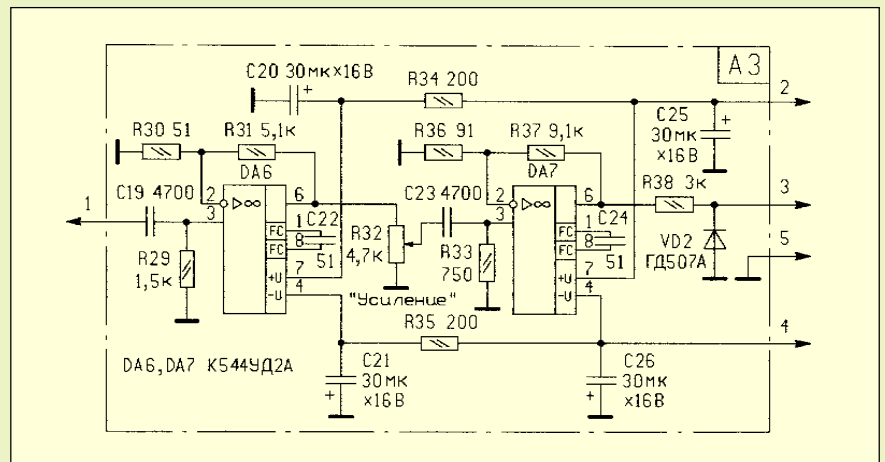 A3
C20 30мк×16В
R34 200
2
C25
30мк
×16В
R30 51
R31 5,1к
R36 91
R37 9,1к
DA6
DA7
R38 3к
3
1
C19 4700
2
3
▷∞
6
FC
1
FC
8
C22
51
+U
7
-U
4
R32
4,7к
"Усиление"
C23 4700
2
3
▷∞
6
FC
1
FC
8
C24
51
+U
7
-U
4
R33
750
R29
1,5к
VD2
ГД507А
5
R35 200
4
DA6,DA7 К544УД2А
C21
30мк
×16В
C26
30мк
×16В